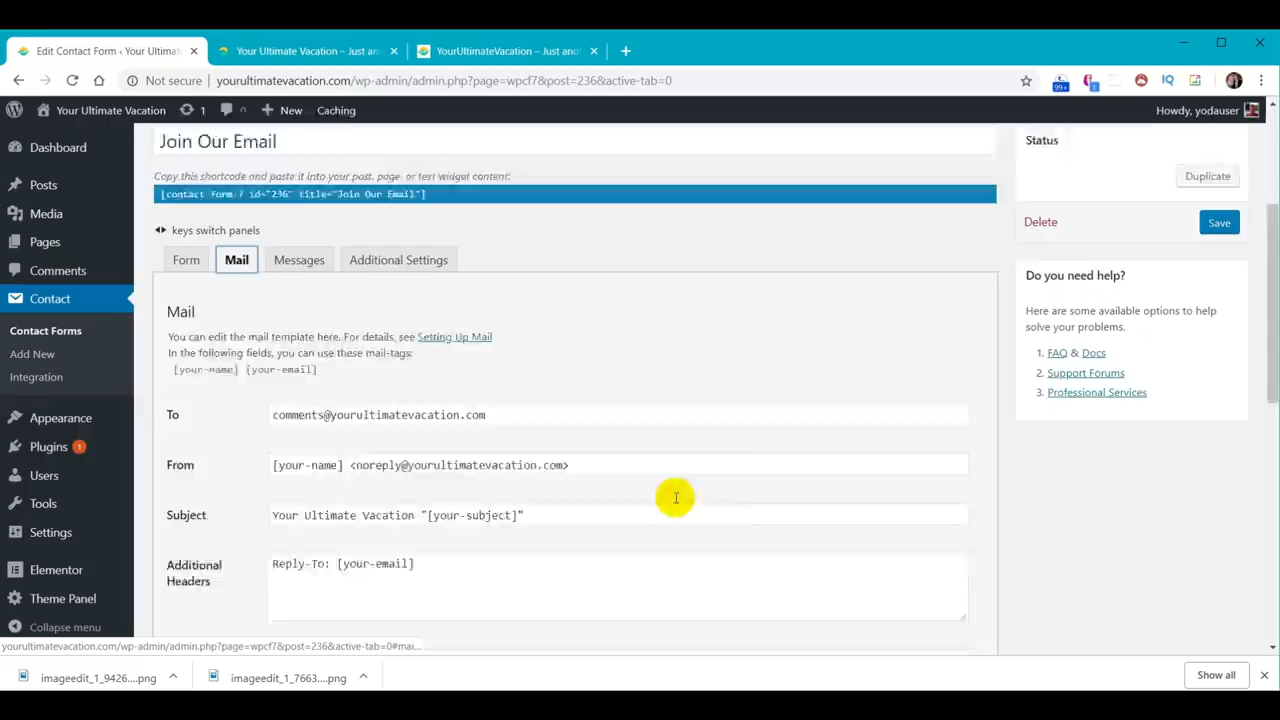 Edit Contact Form ‹ Your Ultima
Your Ultimate Vacation – Just an
YourUltimateVacation – Just ano
Not secure
yourultimatevacation.com/wp-admin/admin.php?page=wpcf7&post=236&active-tab=0
99+
1
IQ
Your Ultimate Vacation
1
0
New
Caching
Howdy, yodauser
Dashboard
Posts
Media
Pages
Comments
Contact
Contact Forms
Add New
Integration
Appearance
Plugins 1
Users
Tools
Settings
Elementor
Theme Panel
Collapse menu
Join Our Email
Copy this shortcode and paste it into your post, page, or text widget content:
[contact-form-7 id="236" title="Join Our Email"]
keys switch panels
Form
Mail
Messages
Additional Settings
Mail
You can edit the mail template here. For details, see Setting Up Mail
In the following fields, you can use these mail-tags:
[your-name] [your-email]
To
comments@yourultimatevacation.com
From
[your-name] <noreply@yourultimatevacation.com>
Subject
Your Ultimate Vacation "[your-subject]"
Additional
Headers
Reply-To: [your-email]
Status
Duplicate
Delete
Save
Do you need help?
Here are some available options to help
solve your problems.
1. FAQ & Docs
2. Support Forums
3. Professional Services
yourultimatevacation.com/wp-admin/admin.php?page=wpcf7&post=236&active-tab=0#mai...
imageedit_1_9426....png
imageedit_1_7663....png
Show all